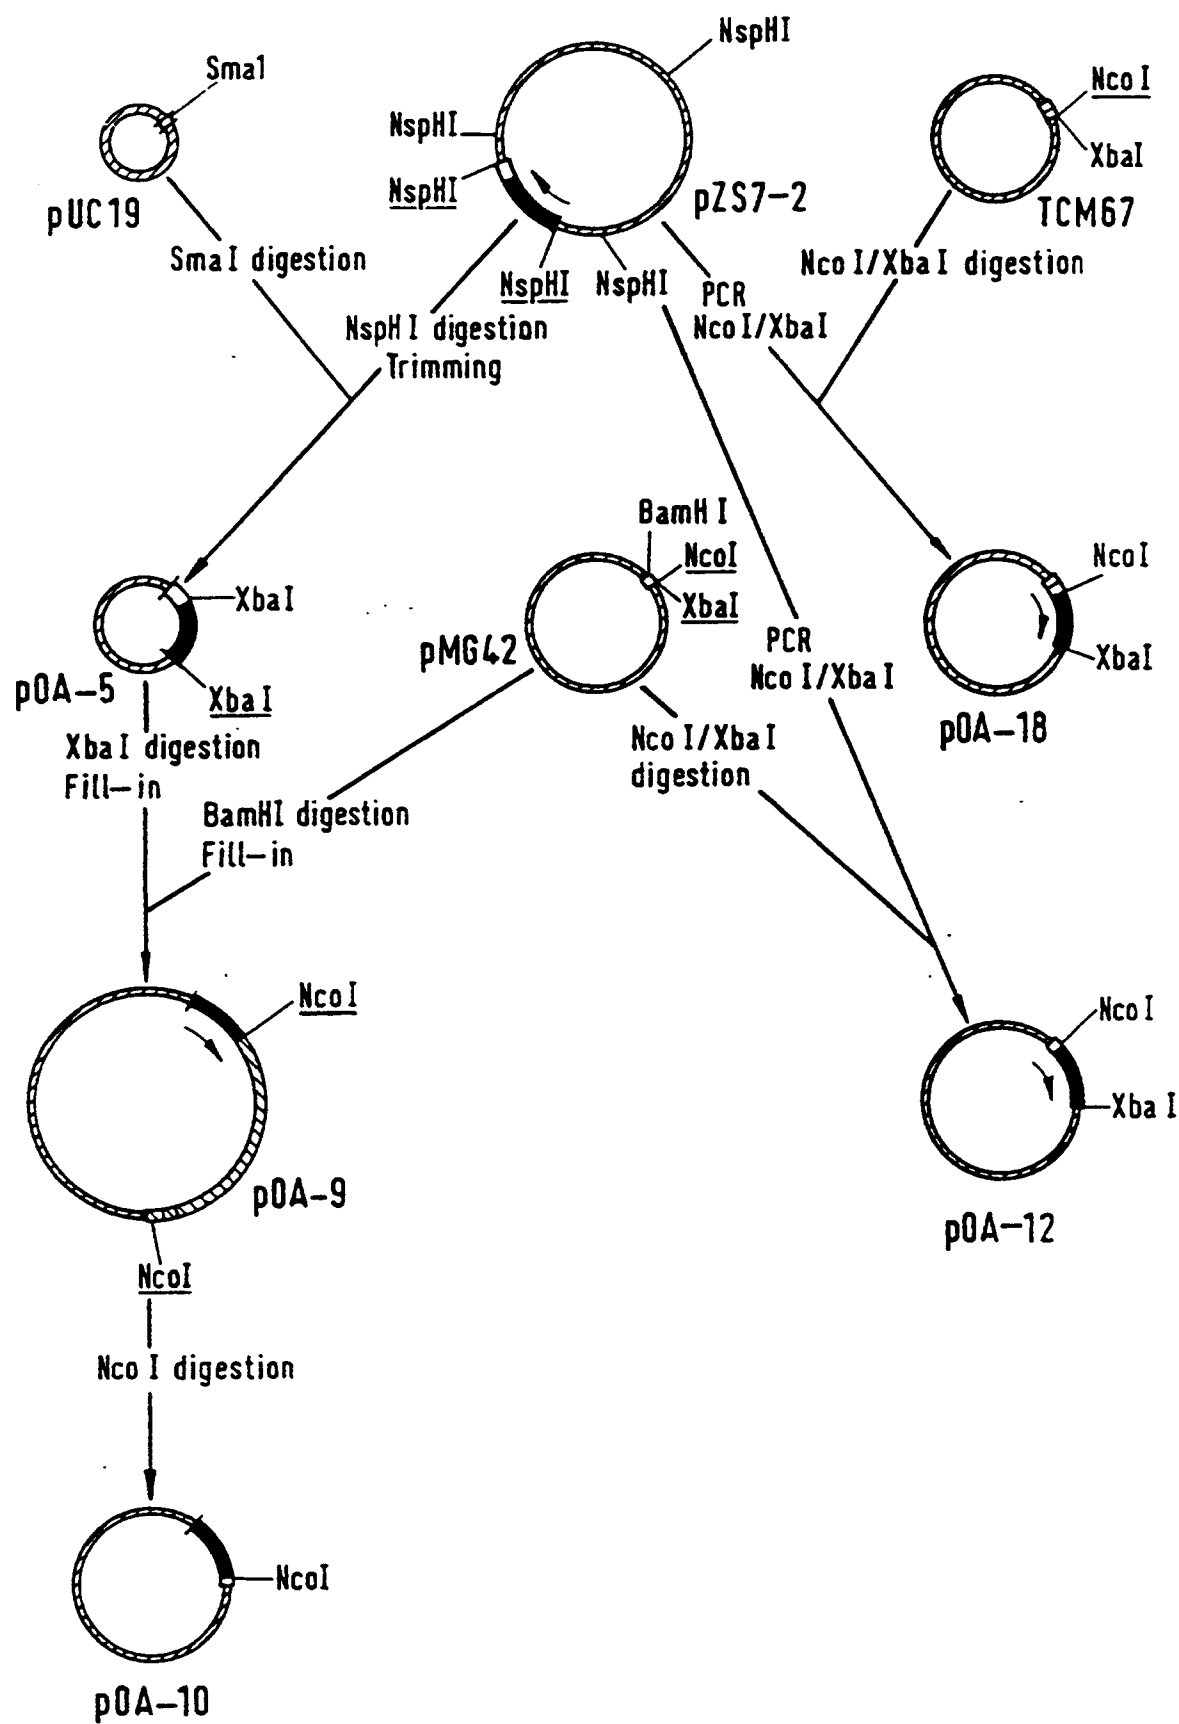 Sma1
pUC19
SmaI digestion
NspHI
NspHI
NspHI
NspHI
NspHI
pZS7-2
NcoI
XbaI
TCM67
NcoI/XbaI digestion
NspHI digestion
Trimming
PCR
NcoI/XbaI
XbaI
XbaI
pOA-5
BamHI
NcoI
XbaI
pMG42
PCR
NcoI/XbaI
NcoI
XbaI
pOA-18
XbaI digestion
Fill-in
BamHI digestion
Fill-in
NcoI/XbaI
digestion
NcoI
pOA-9
NcoI
NcoI
XbaI
pOA-12
NcoI digestion
NcoI
pOA-10